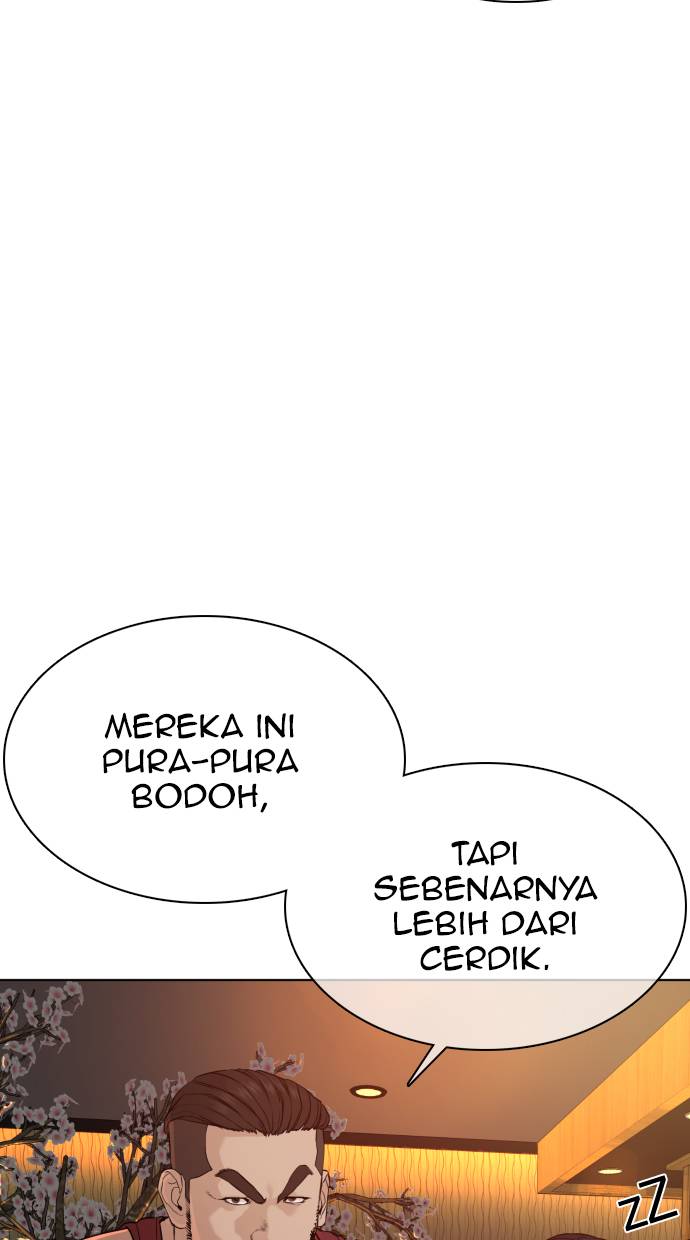 MEREKA INI
PURA-PURA
BODOH,
TAPI
SEBENARNYA
LEBIH DARI
CERDIK.
ZZ